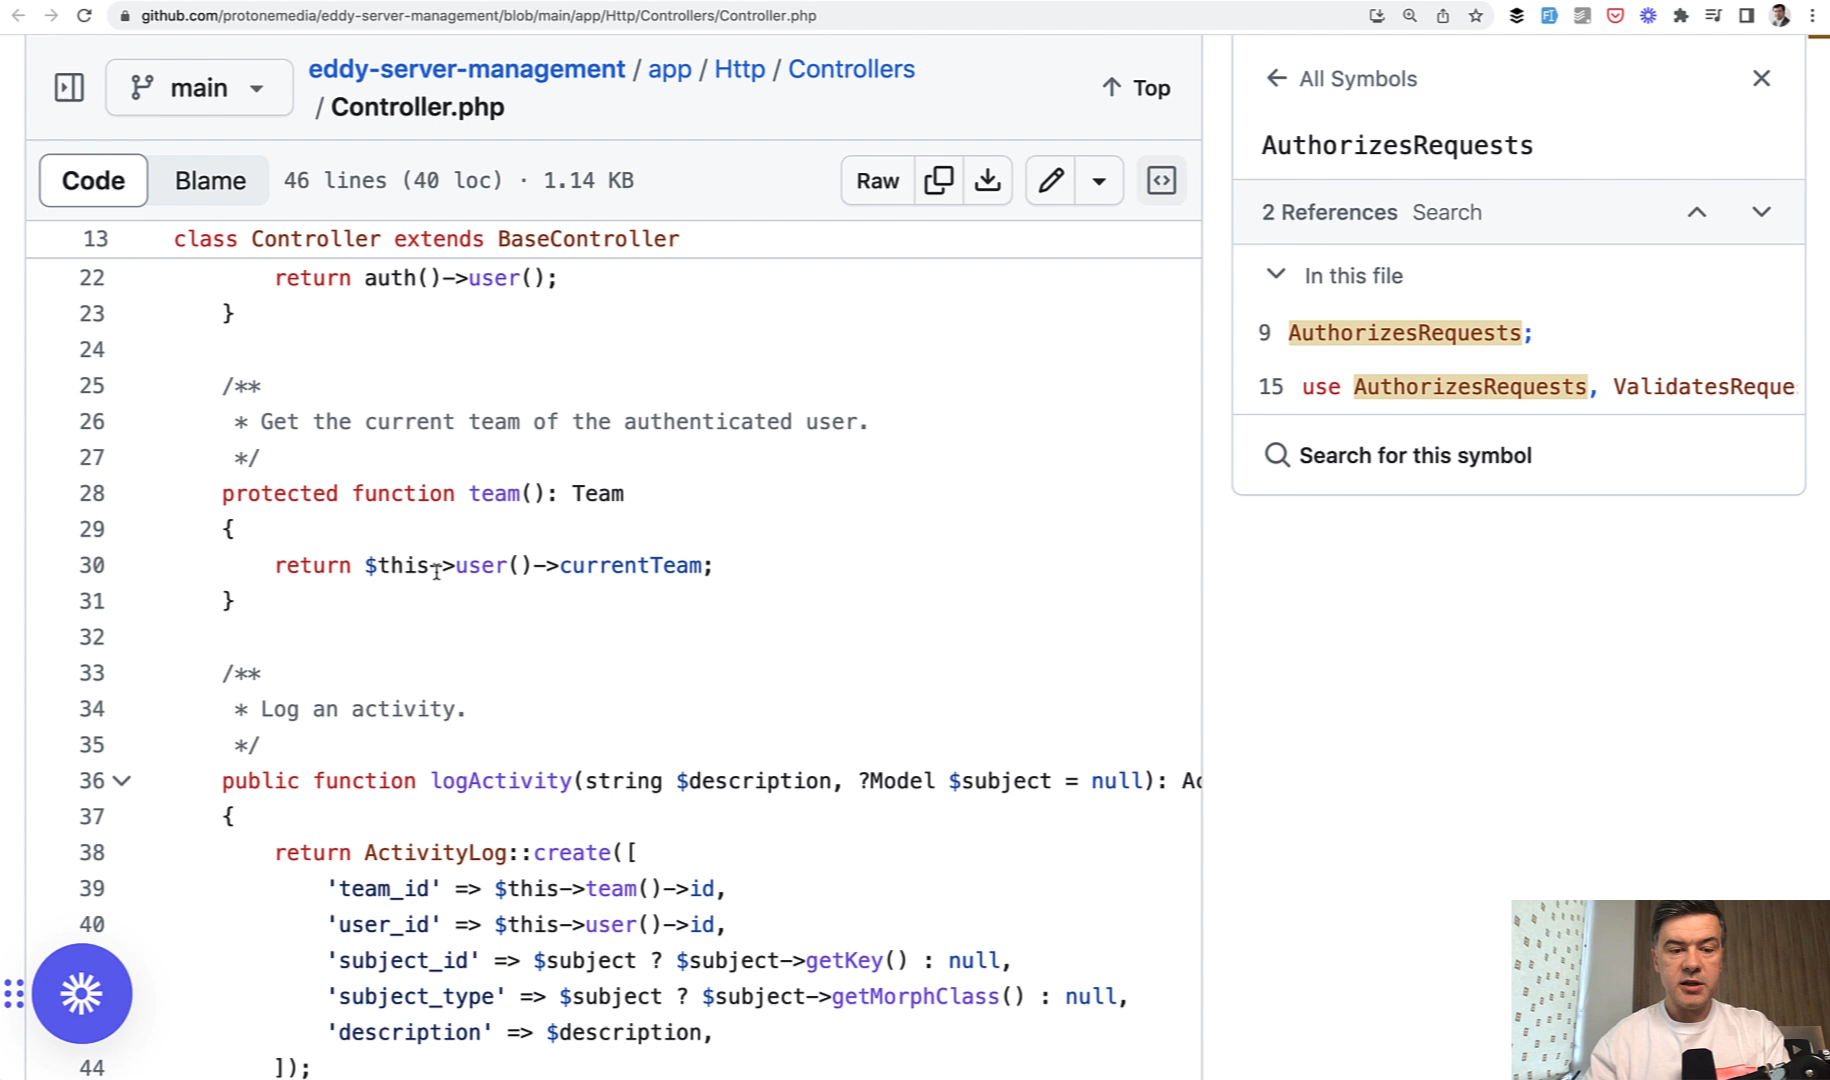 github.com/protonemedia/eddy-server-management/blob/main/app/Http/Controllers/Controller.php
main
eddy-server-management / app / Http / Controllers
/ Controller.php
Top
Code
Blame
46 lines (40 loc) · 1.14 KB
Raw
13 class Controller extends BaseController
22 return auth()->user();
23 }
24
25 /**
26 * Get the current team of the authenticated user.
27 */
28 protected function team(): Team
29 {
30 return $this->user()->currentTeam;
31 }
32
33 /**
34 * Log an activity.
35 */
36 public function logActivity(string $description, ?Model $subject = null): Ac
37 {
38 return ActivityLog::create([
39 'team_id' => $this->team()->id,
40 'user_id' => $this->user()->id,
'subject_id' => $subject ? $subject->getKey() : null,
'subject_type' => $subject ? $subject->getMorphClass() : null,
'description' => $description,
44 ]);
All Symbols
AuthorizesRequests
2 References Search
In this file
9 AuthorizesRequests;
15 use AuthorizesRequests, ValidatesReque
Search for this symbol